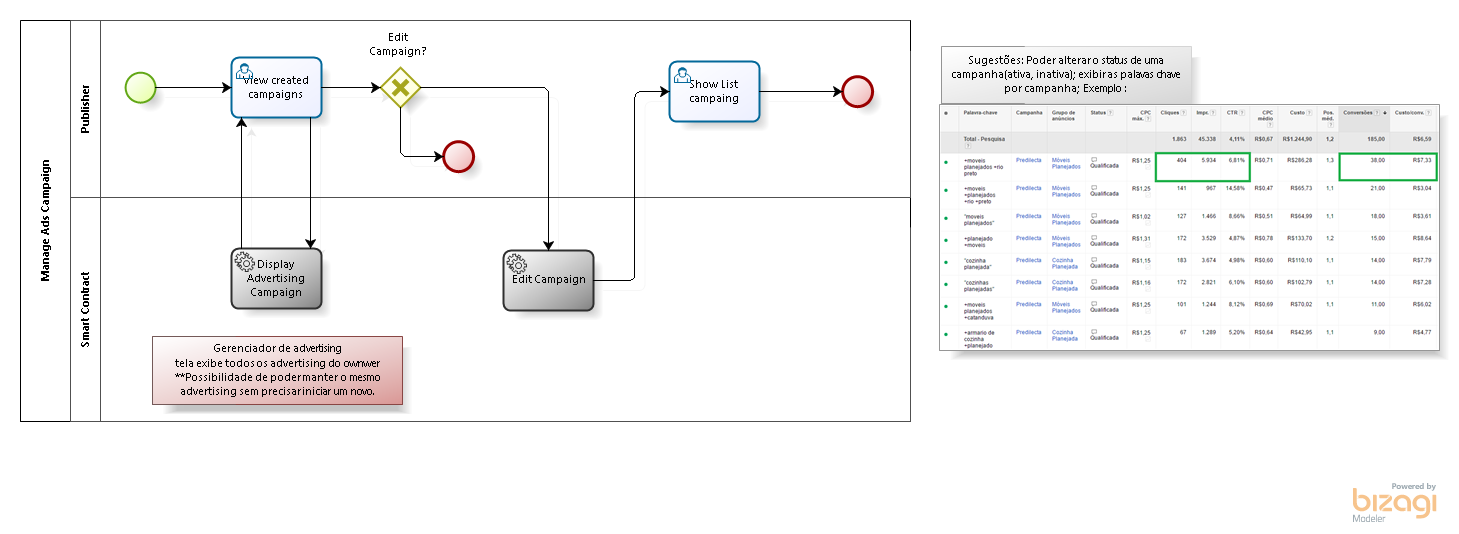 Manage Ads Campaign
Publisher
View created
campaigns
Edit
Campaign?
Show List
campaing
Smart Contract
Display
Advertising
Campaign
Edit Campaign
Gerenciador de advertising
tela exibe todos os advertising do ownwer
**Possibilidade de poder manter o mesmo
advertising sem precisar iniciar um novo.
Sugestões: Poder alterar o status de uma
campanha(ativa, inativa); exibir as palavas chave
por campanha; Exemplo :
Palavra-chave Campanha Grupo de anúncios Status ? CPC máx. ? Cliques ? Impr. ? CTR ? CPC médio ? Custo ? Pos. méd. ? Conversões ? Custo/conv. ?
Total - Pesquisa ? 1.863 45.338 4,11% R$0,67 R$1.244,90 1,2 185,00 R$6,59
+moveis planejados +rio preto Predilecta Móveis Planejados Qualificada R$1,25 404 5.934 6,81% R$0,71 R$286,28 1,3 38,00 R$7,33
+moveis +planejados +rio +preto Predilecta Móveis Planejados Qualificada R$1,25 141 967 14,58% R$0,47 R$65,73 1,1 21,00 R$3,04
"moveis planejados" Predilecta Móveis Planejados Qualificada R$1,02 127 1.466 8,66% R$0,51 R$64,99 1,1 18,00 R$3,61
+planejado +moveis Predilecta Móveis Planejados Qualificada R$1,31 172 3.529 4,87% R$0,78 R$133,70 1,2 15,00 R$8,64
"cozinha planejada" Predilecta Cozinha Planejada Qualificada R$1,15 183 3.674 4,98% R$0,60 R$110,10 1,1 14,00 R$7,79
"cozinhas planejadas" Predilecta Cozinha Planejada Qualificada R$1,16 172 2.821 6,10% R$0,60 R$102,79 1,1 14,00 R$7,28
+moveis planejados +catanduva Predilecta Móveis Planejados Qualificada R$1,25 101 1.244 8,12% R$0,69 R$70,02 1,1 11,00 R$6,02
+armario de cozinha +planejado Predilecta Cozinha Planejada Qualificada R$1,25 67 1.289 5,20% R$0,64 R$42,95 1,1 9,00 R$4,77
Powered by
bizagi
Modeler